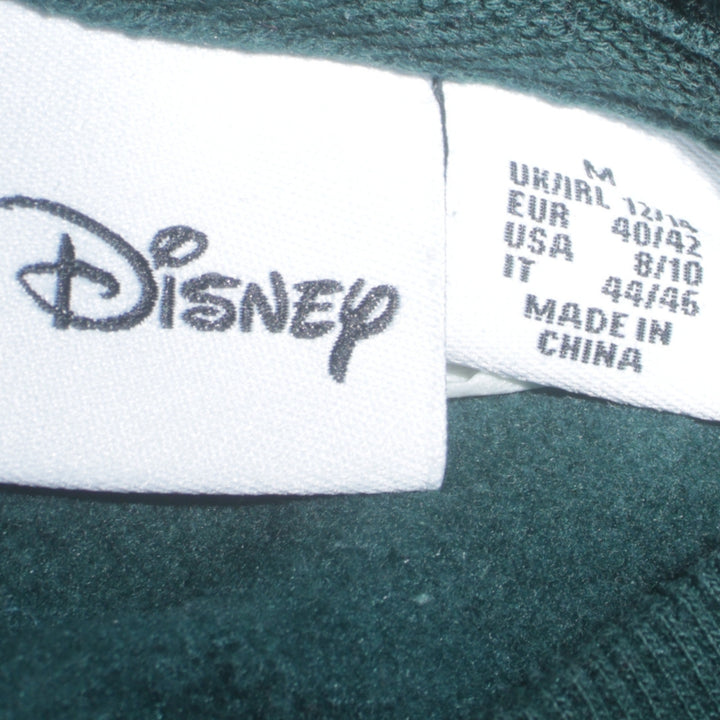 Disney
M
UK/IRL 12/14
EUR 40/42
USA 8/10
IT 44/46
MADE IN
CHINA